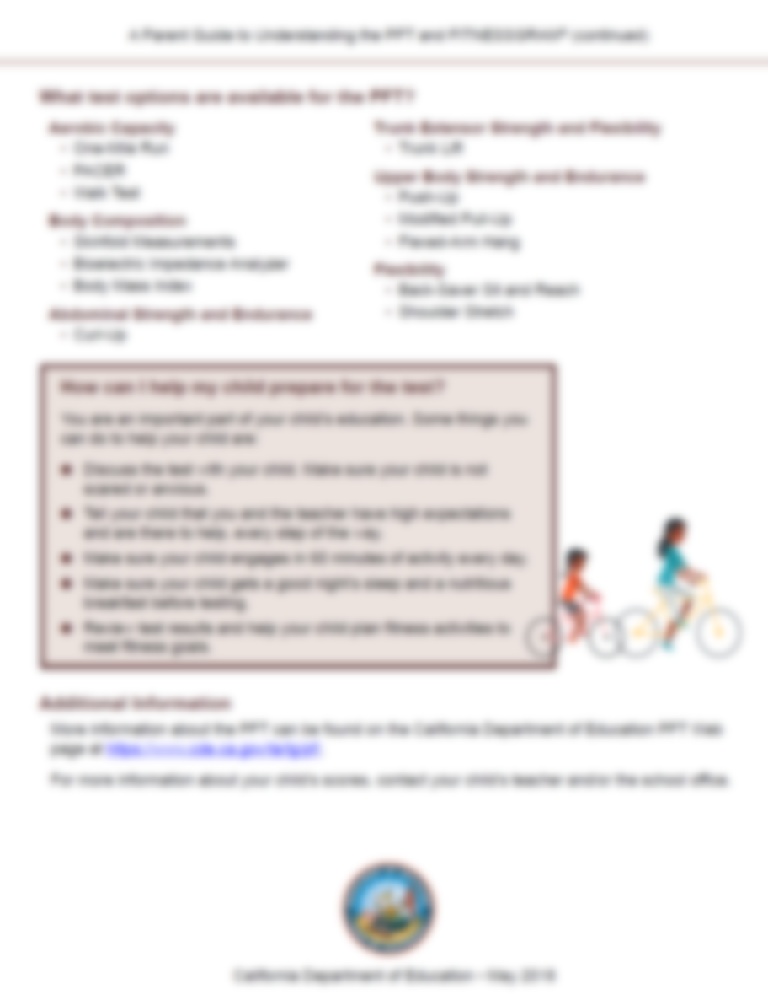 A Parent Guide to Understanding the PFT and FITNESSGRAM® (continued)
What test options are available for the PFT?
Aerobic Capacity
One-Mile Run
PACER
Walk Test
Body Composition
Skinfold Measurements
Bioelectric Impedance Analyzer
Body Mass Index
Abdominal Strength and Endurance
Curl-Up
Trunk Extensor Strength and Flexibility
Trunk Lift
Upper Body Strength and Endurance
Push-Up
Modified Pull-Up
Flexed-Arm Hang
Flexibility
Back-Saver Sit and Reach
Shoulder Stretch
How can I help my child prepare for the test?
You are an important part of your child's education. Some things you
can do to help your child are:
Discuss the test with your child. Make sure your child is not
scared or anxious.
Tell your child that you and the teacher have high expectations
and are there to help, every step of the way.
Make sure your child engages in 60 minutes of activity every day.
Make sure your child gets a good night's sleep and a nutritious
breakfast before testing.
Review test results and help your child plan fitness activities to
meet fitness goals.
Additional Information
More information about the PFT can be found on the California Department of Education PFT Web
page at
For more information about your child's scores, contact your child's teacher and/or the school office.
California Department of Education – May